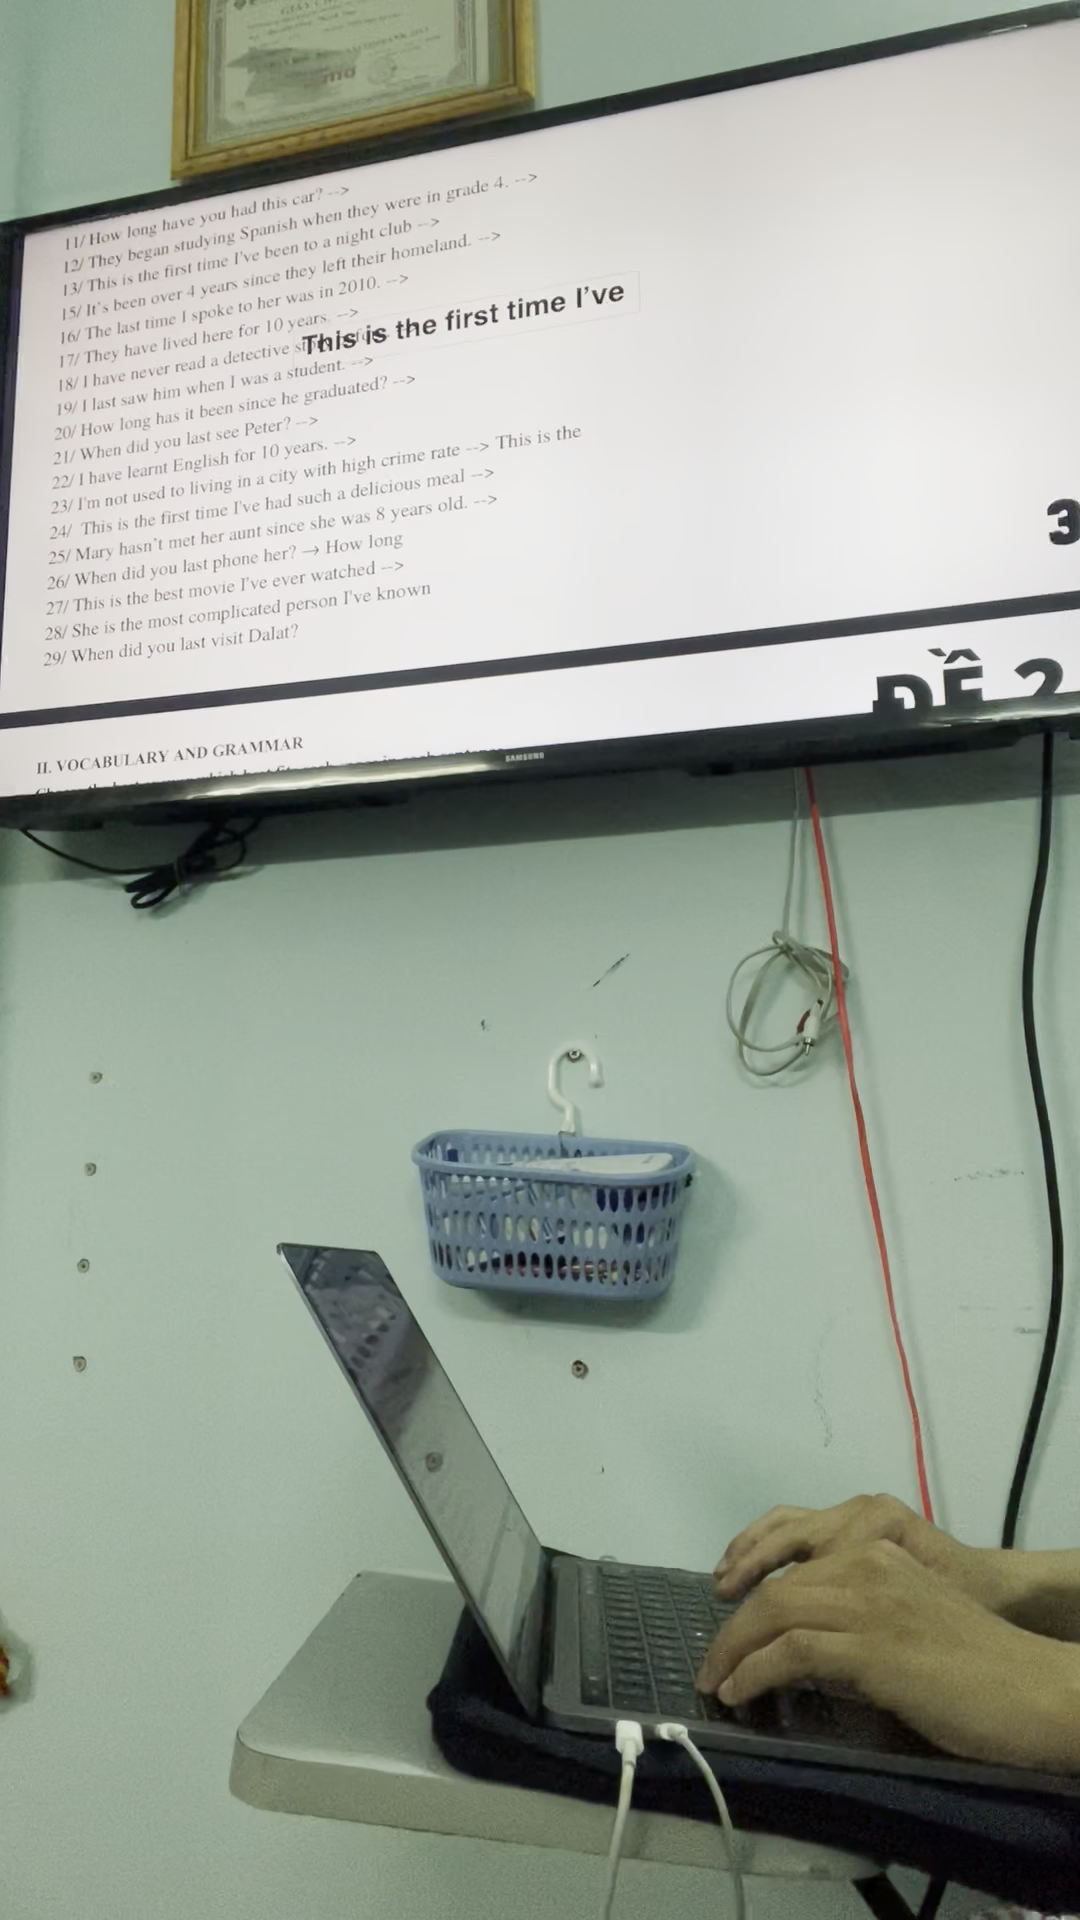 GIẤY
11/ How long have you had this car? -->
12/ They began studying Spanish when they were in grade 4. -->
13/ This is the first time I've been to a night club -->
15/ It's been over 4 years since they left their homeland. -->
16/ The last time I spoke to her was in 2010. -->
17/ They have lived here for 10 years. -->
18/ I have never read a detective
This is the first time I've
19/ I last saw him when I was a student. -->
20/ How long has it been since he graduated? -->
21/ When did you last see Peter? -->
22/ I have learnt English for 10 years. -->
23/ I'm not used to living in a city with high crime rate --> This is the
24/ This is the first time I've had such a delicious meal -->
25/ Mary hasn't met her aunt since she was 8 years old. -->
26/ When did you last phone her? → How long
27/ This is the best movie I've ever watched -->
28/ She is the most complicated person I've known
29/ When did you last visit Dalat?
3
ĐỀ 2
II. VOCABULARY AND GRAMMAR
SAMSUNG